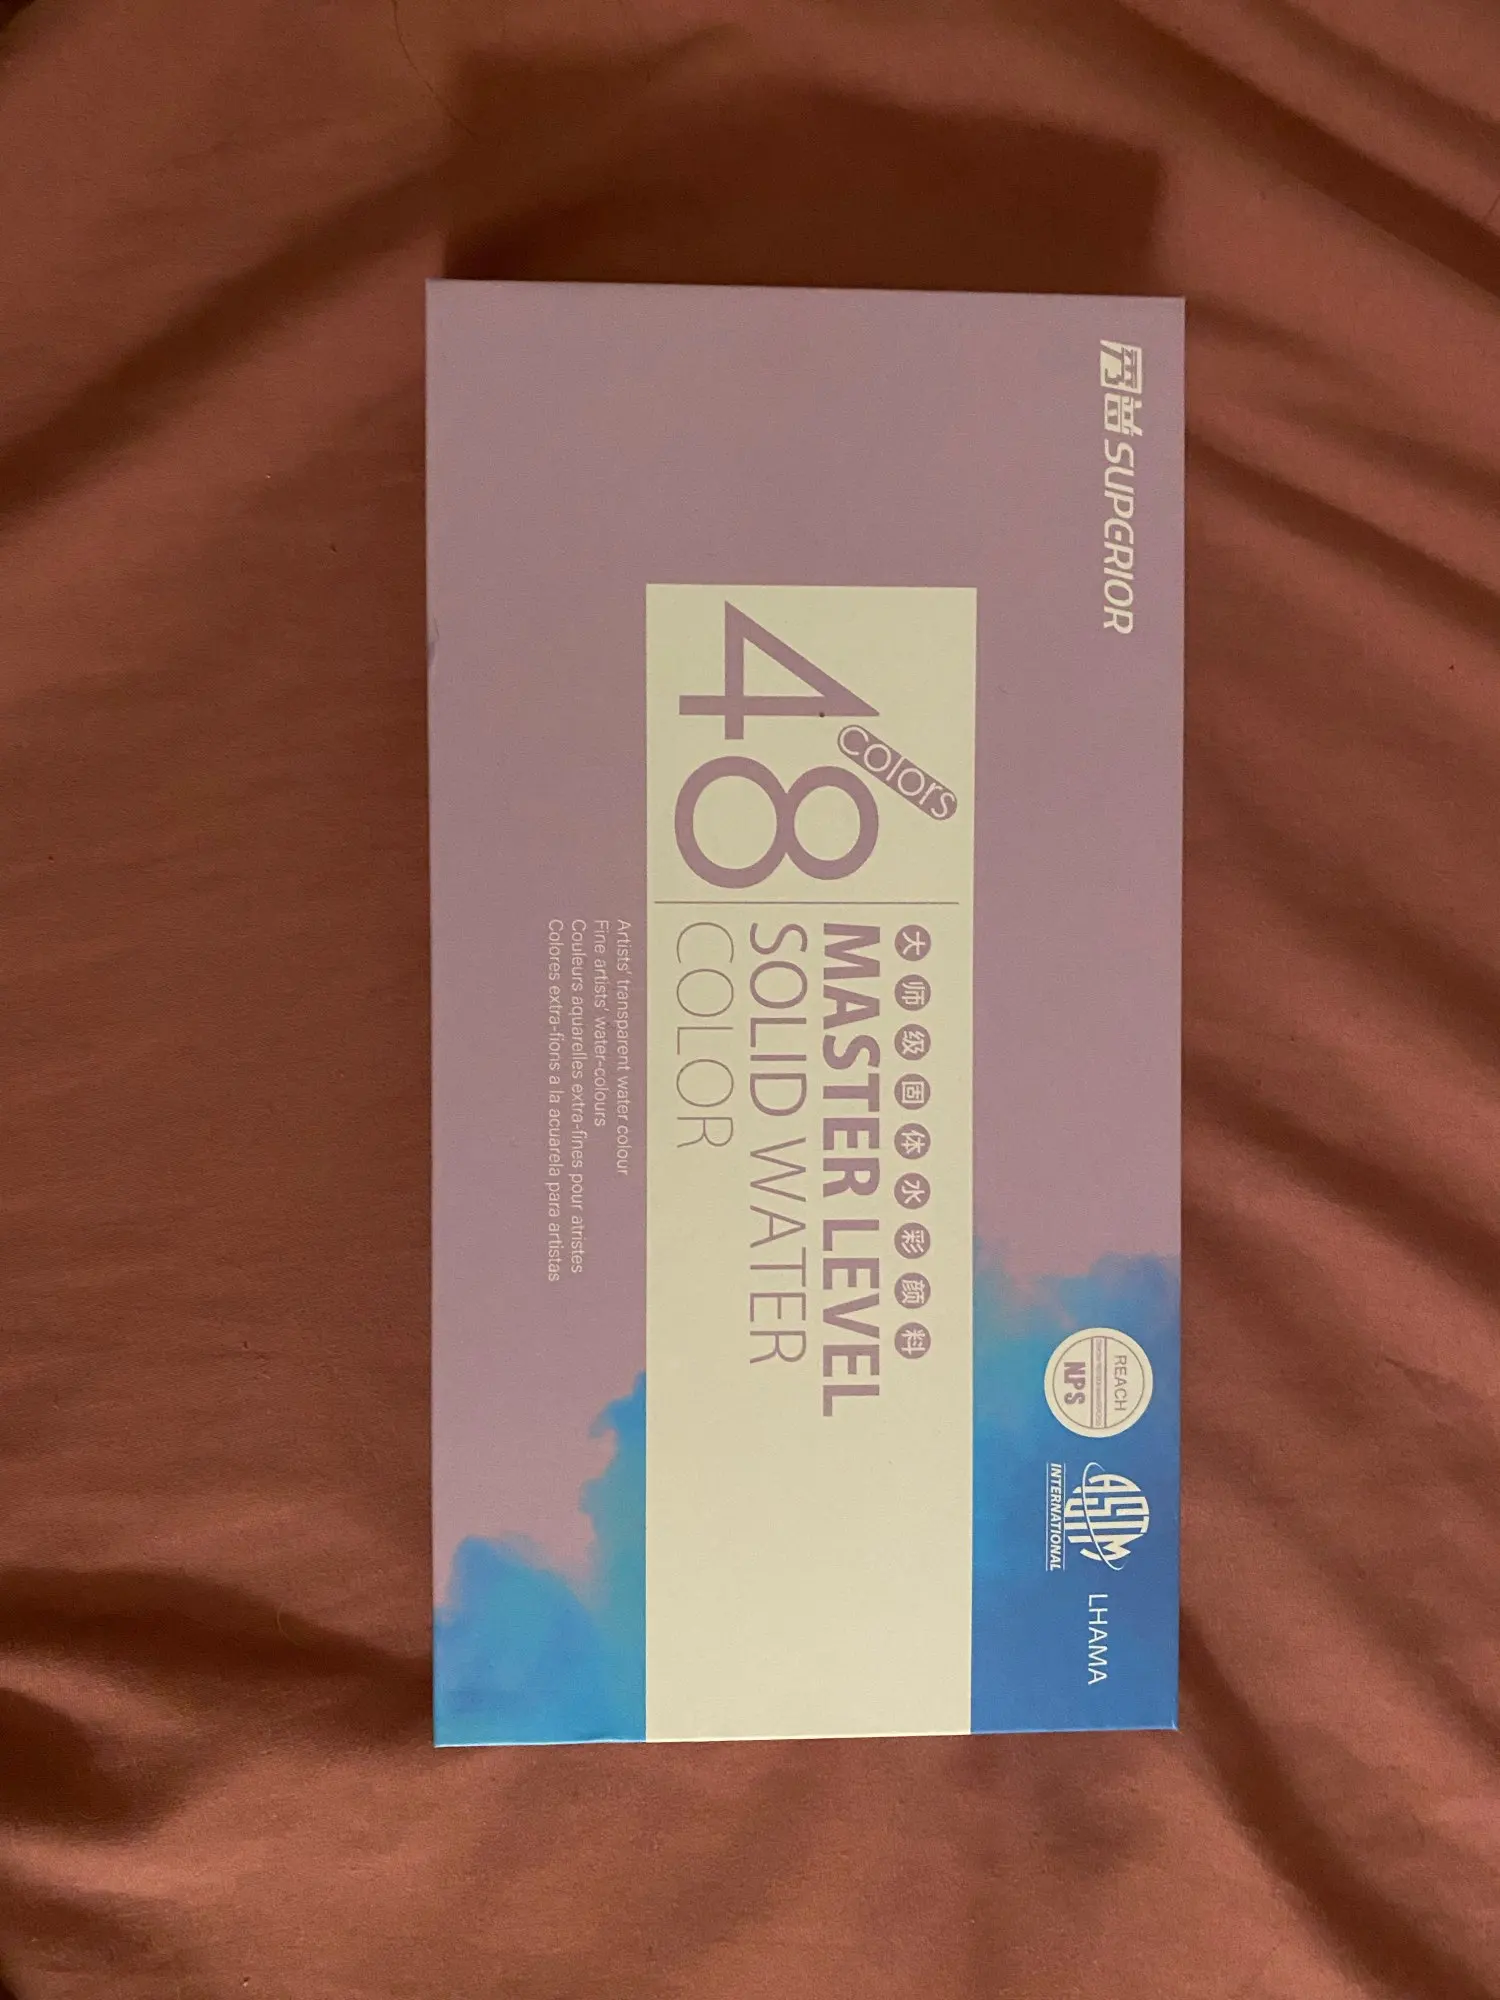 西尚 SUPERIOR
REACH
NPS
ASTM
INTERNATIONAL
LHAMA
48 colors
大师级固体水彩颜料
MASTER LEVEL
SOLID WATER
COLOR
Artists' transparent water colour
Fine artists' water-colours
Couleurs aquarelles extra-fines pour atristes
Colores extra-fions a la acuarela para artistas